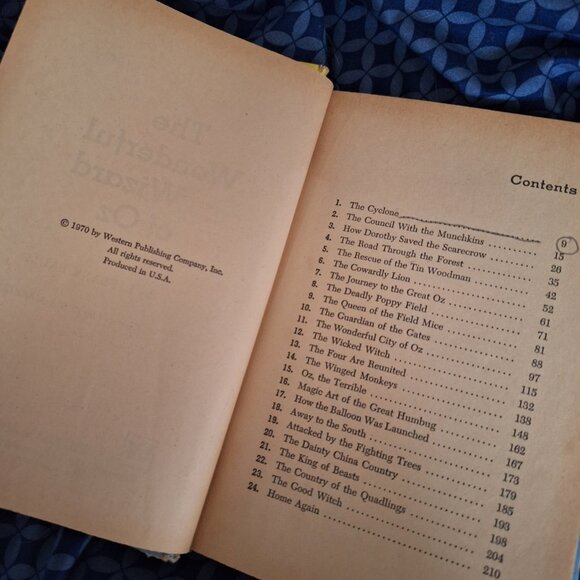 © 1970 by Western Publishing Company, Inc.
All rights reserved.
Produced in U.S.A.
Contents
1. The Cyclone 9
2. The Council With the Munchkins 15
3. How Dorothy Saved the Scarecrow 26
4. The Road Through the Forest 35
5. The Rescue of the Tin Woodman 42
6. The Cowardly Lion 52
7. The Journey to the Great Oz 61
8. The Deadly Poppy Field 71
9. The Queen of the Field Mice 81
10. The Guardian of the Gates 88
11. The Wonderful City of Oz 97
12. The Wicked Witch 115
13. The Four Are Reunited 132
14. The Winged Monkeys 138
15. Oz, the Terrible 148
16. Magic Art of the Great Humbug 162
17. How the Balloon Was Launched 167
18. Away to the South 173
19. Attacked by the Fighting Trees 179
20. The Dainty China Country 185
21. The King of Beasts 193
22. The Country of the Quadlings 198
23. The Good Witch 204
24. Home Again 210